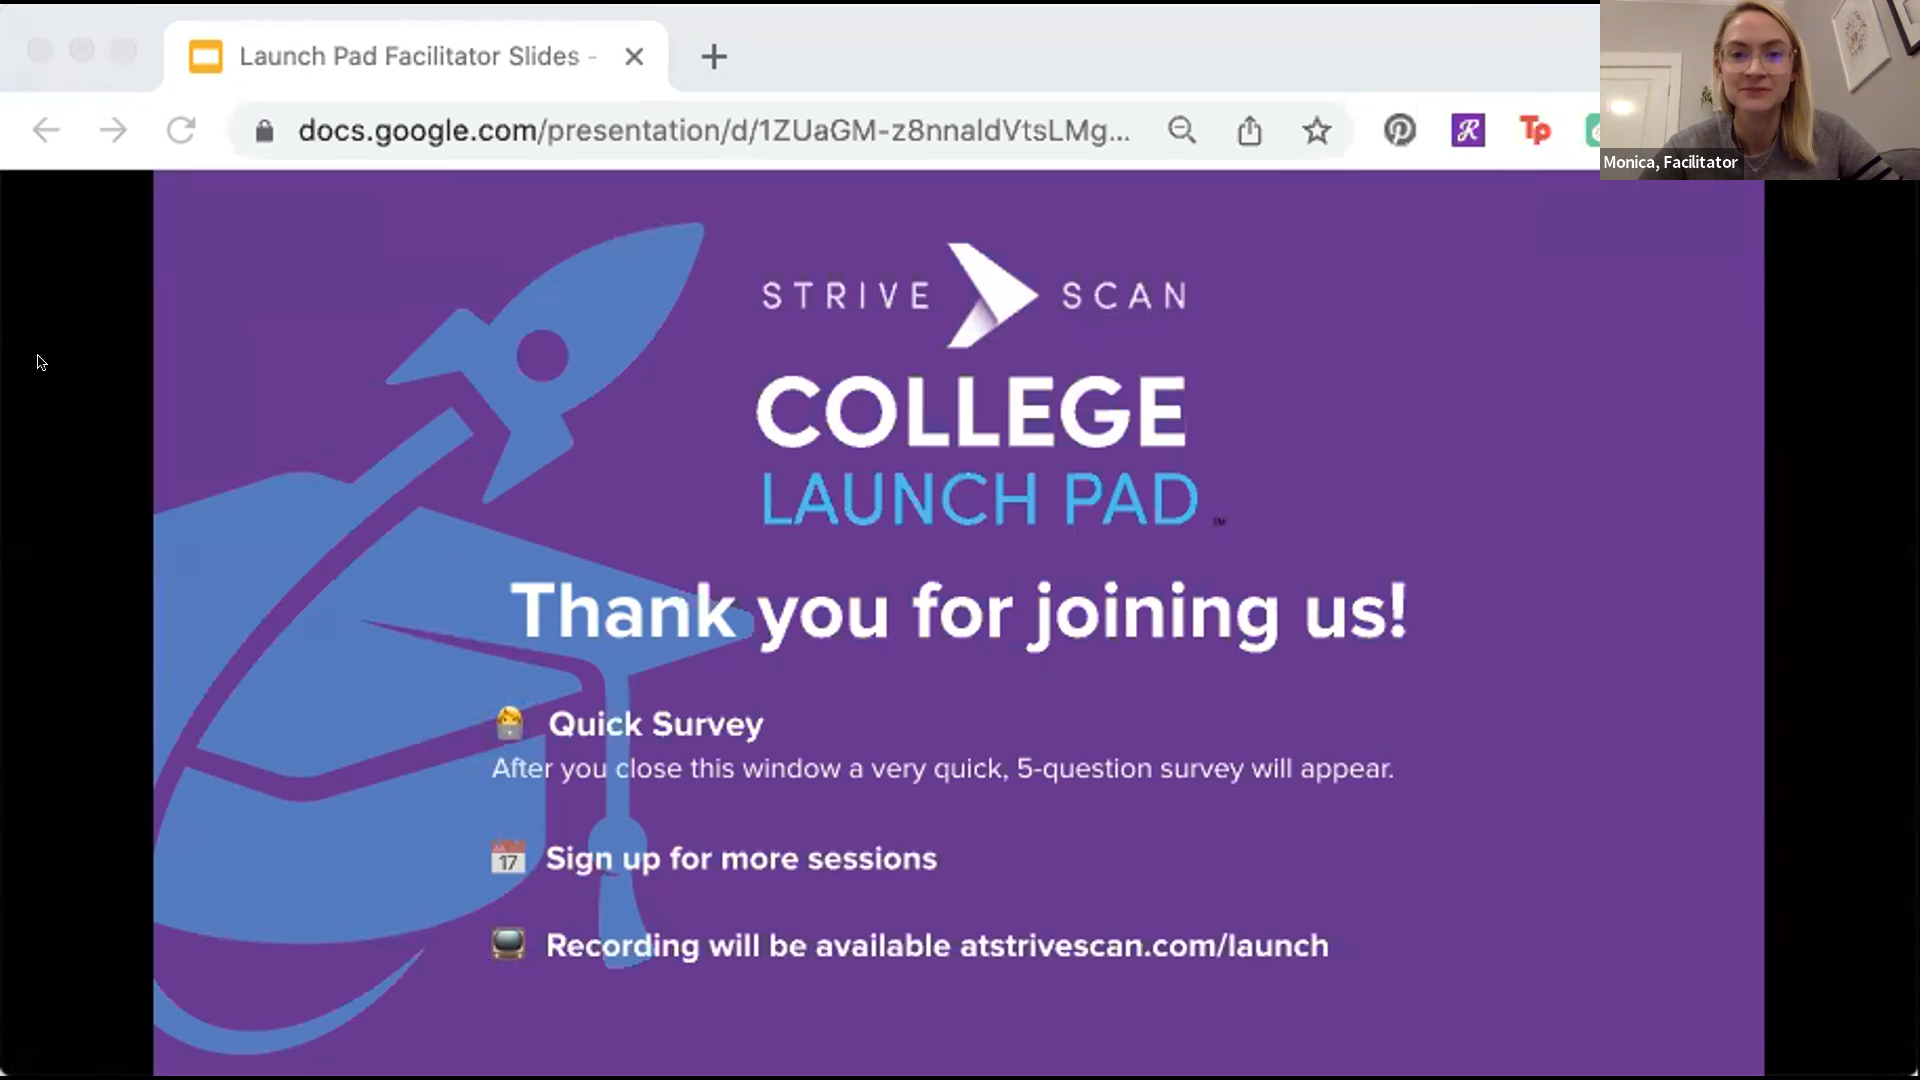 Launch Pad Facilitator Slides -
docs.google.com/presentation/d/1ZUaGM-z8nnaldVtsLMg...
Tp
Monica, Facilitator
STRIVE SCAN
COLLEGE
LAUNCH PAD
TM
Thank you for joining us!
Quick Survey
After you close this window a very quick, 5-question survey will appear.
17
Sign up for more sessions
Recording will be available atstrivescan.com/launch